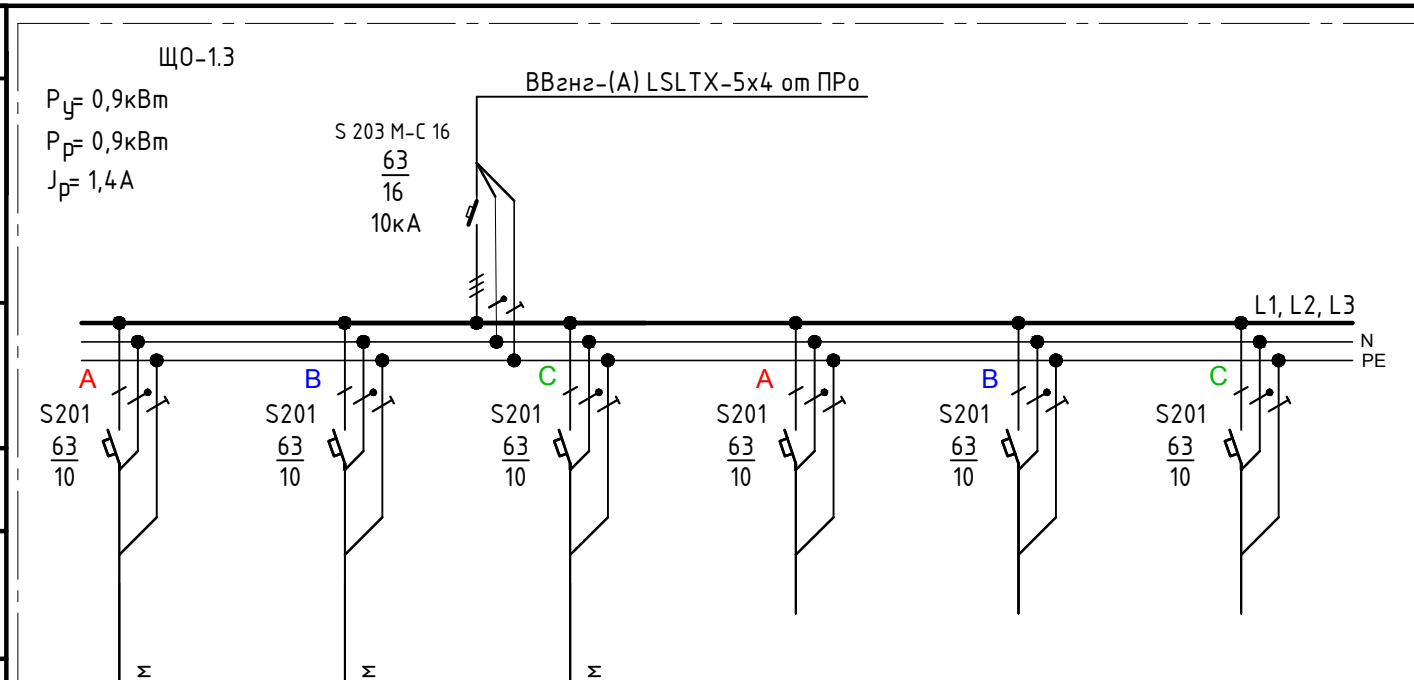 ЩО-1.3
Pу= 0,9кВт
Pр= 0,9кВт
Jр= 1,4А
ВВгнг-(А) LSLTX-5х4 от ПРо
S 203 М-С 16
63
16
10кА
L1, L2, L3
N
PE
A
B
C
A
B
C
S201
63
10
S201
63
10
S201
63
10
S201
63
10
S201
63
10
S201
63
10